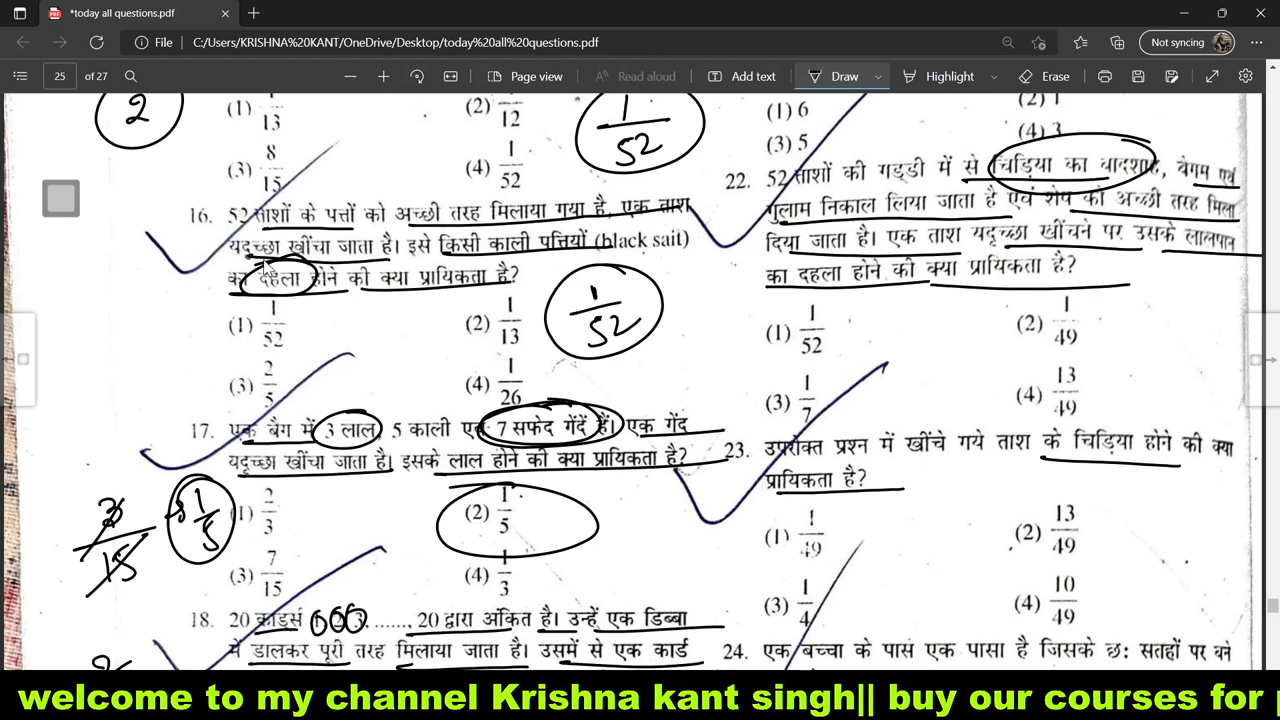 *today all questions.pdf
File C:/Users/KRISHNA%20KANT/OneDrive/Desktop/today%20all%20questions.pdf
Not syncing
25 of 27
Page view
Read aloud
Add text
Draw
Highlight
Erase
2
(1) 13
(2) 1/12
(3) 8/15
(4) 1/52
1/52
16. 52 ताशों के पत्तों को अच्छी तरह मिलाया गया है, एक ताश
यदृच्छा खींचा जाता है। इसे किसी काली पत्तियों (black sait)
का दहला होने की क्या प्रायिकता है?
1/52
(1) 1/52
(2) 1/13
(3) 2/5
(4) 1/26
17. एक बैग में 3 लाल, 5 काली एवं 7 सफेद गेंदें हैं। एक गेंद
यदृच्छा खींचा जाता है। इसके लाल होने की क्या प्रायिकता है?
(1) 2/3
(2) 1/5
(3) 7/15
(4) 1/3
3/15
1/5
18. 20 कार्ड्स 1, 2, 3, ......, 20 द्वारा अंकित है। उन्हें एक डिब्बा
में डालकर पूरी तरह मिलाया जाता है। उसमें से एक कार्ड
(1) 6
(2) 1
(3) 5
(4) 3
22. 52 ताशों की गड्डी में से चिड़िया का बादशाह, बेगम एवं
गुलाम निकाल लिया जाता है एवं शेष को अच्छी तरह मिला
दिया जाता है। एक ताश यदृच्छा खींचने पर उसके लालपान
का दहला होने की क्या प्रायिकता है?
(1) 1/52
(2) 1/49
(3) 1/7
(4) 13/49
23. उपरोक्त प्रश्न में खींचे गये ताश के चिड़िया होने की क्या
प्रायिकता है?
(1) 1/49
(2) 13/49
(3) 1/4
(4) 10/49
24. एक बच्चा के पास एक पासा है जिसके छ: सतहों पर बने
welcome to my channel Krishna kant singh|| buy our courses for